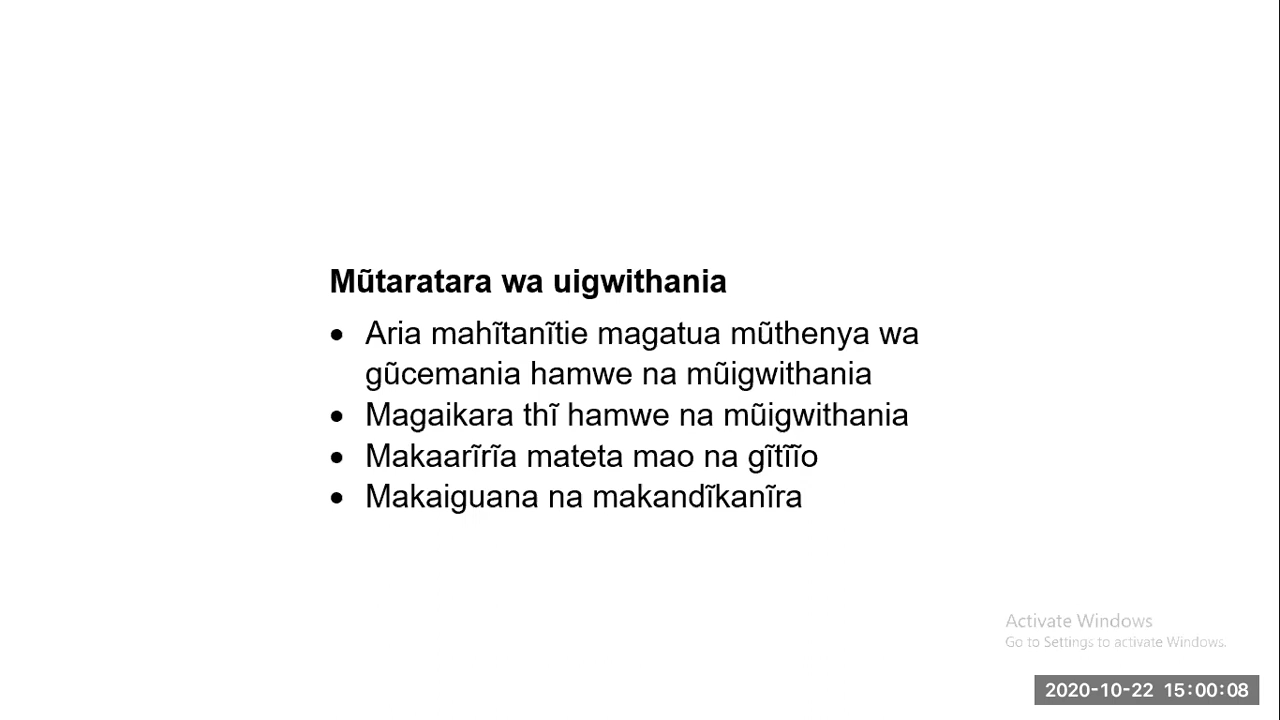 Mũtaratara wa uigwithania
• Aria mahĩtanĩtie magatua mũthenya wa
gũcemania hamwe na mũigwithania
• Magaikara thĩ hamwe na mũigwithania
• Makaarĩrĩa mateta mao na gĩtĩĩo
• Makaiguana na makandĩkanĩra
Activate Windows
Go to Settings to activate Windows.
2020-10-22 15:00:08